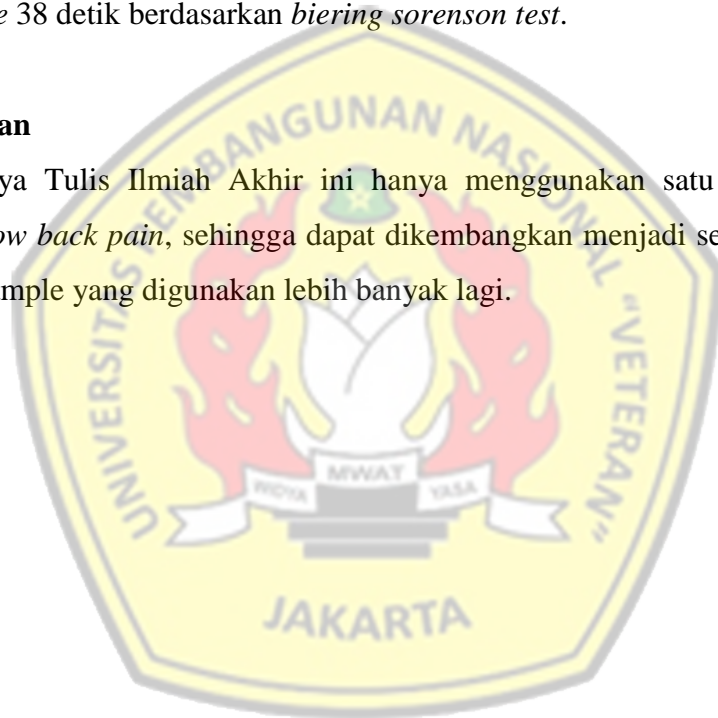 e 38 detik berdasarkan biering sorenson test.
an
ya Tulis Ilmiah Akhir ini hanya menggunakan satu
ow back pain, sehingga dapat dikembangkan menjadi se
mple yang digunakan lebih banyak lagi.
UNIVERSITAS PEMBANGUNAN NASIONAL "VETERAN"
WIDYA MWAT YASA
JAKARTA